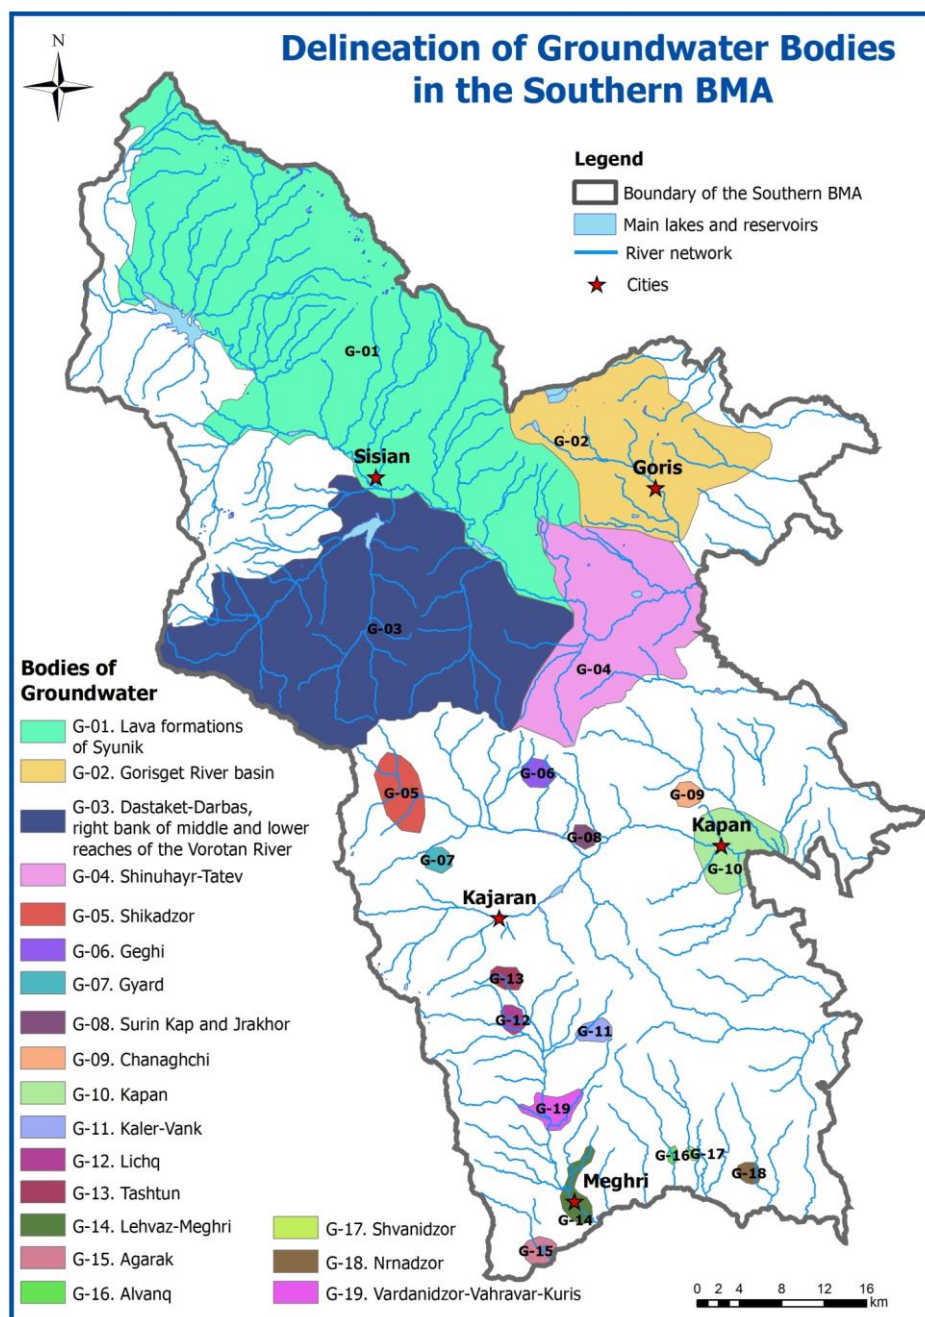 Delineation of Groundwater Bodies
in the Southern BMA
N
Legend
Boundary of the Southern BMA
Main lakes and reservoirs
River network
Cities
G-01
G-02
Sisian
Goris
G-03
G-04
G-05
G-06
G-09
Kapan
G-08
G-07
G-10
Kajaran
G-13
G-12
G-11
G-19
G-16
G-17
G-18
Meghri
G-14
G-15
Bodies of
Groundwater
G-01. Lava formations
of Syunik
G-02. Gorisget River basin
G-03. Dastaket-Darbas,
right bank of middle and lower
reaches of the Vorotan River
G-04. Shinuhayr-Tatev
G-05. Shikadzor
G-06. Geghi
G-07. Gyard
G-08. Surin Kap and Jrakhor
G-09. Chanaghchi
G-10. Kapan
G-11. Kaler-Vank
G-12. Lichq
G-13. Tashtun
G-14. Lehvaz-Meghri
G-15. Agarak
G-16. Alvanq
G-17. Shvanidzor
G-18. Nrnadzor
G-19. Vardanidzor-Vahravar-Kuris
0 2 4 8 12 16
km